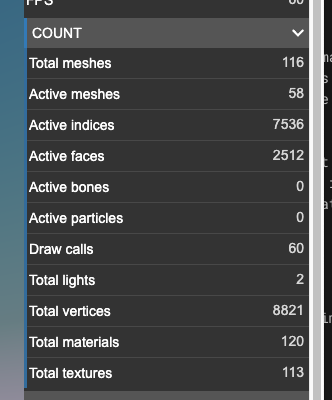 FPS 60
COUNT
Total meshes 116
Active meshes 58
Active indices 7536
Active faces 2512
Active bones 0
Active particles 0
Draw calls 60
Total lights 2
Total vertices 8821
Total materials 120
Total textures 113